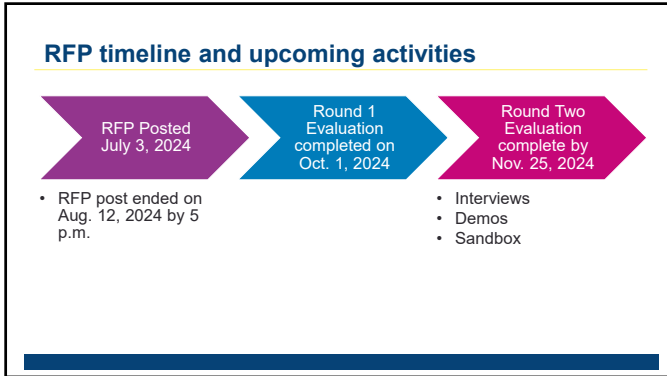 RFP timeline and upcoming activities
RFP Posted
July 3, 2024
• RFP post ended on
Aug. 12, 2024 by 5
p.m.
Round 1
Evaluation
completed on
Oct. 1, 2024
Round Two
Evaluation
complete by
Nov. 25, 2024
• Interviews
• Demos
• Sandbox